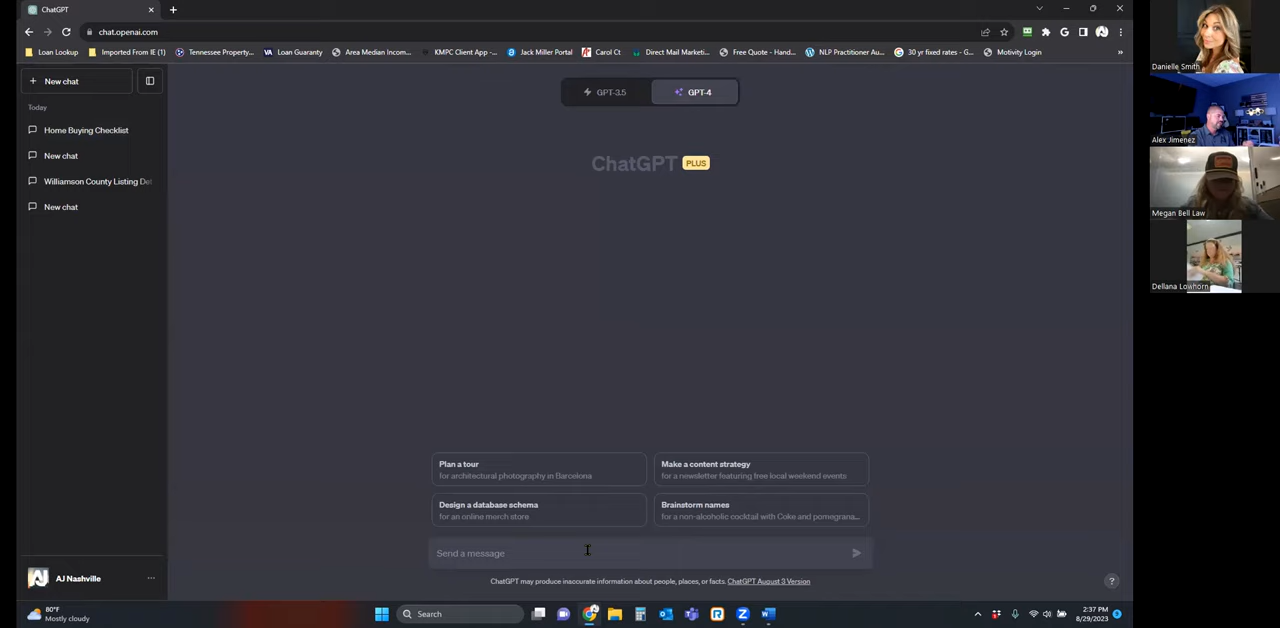 ChatGPT
chat.openai.com
Loan Lookup
Imported From IE (1)
Tennessee Property...
Loan Guaranty
Area Median Incom...
KMPC Client App -...
Jack Miller Portal
Carol Ct
Direct Mail Marketi...
Free Quote - Hand...
NLP Practitioner Au...
30 yr fixed rates - G...
Motivity Login
New chat
Today
Home Buying Checklist
New chat
Williamson County Listing De
New chat
AJ Nashville
GPT-3.5
GPT-4
ChatGPT PLUS
Plan a tour
for architectural photography in Barcelona
Make a content strategy
for a newsletter featuring free local weekend events
Design a database schema
for an online merch store
Brainstorm names
for a non-alcoholic cocktail with Coke and pomegrana...
Send a message
ChatGPT may produce inaccurate information about people, places, or facts. ChatGPT August 3 Version
?
80°F
Mostly cloudy
Search
2:37 PM
8/29/2023
Danielle Smith
Alex Jimenez
Megan Bell Law
Dellana Lowhorn